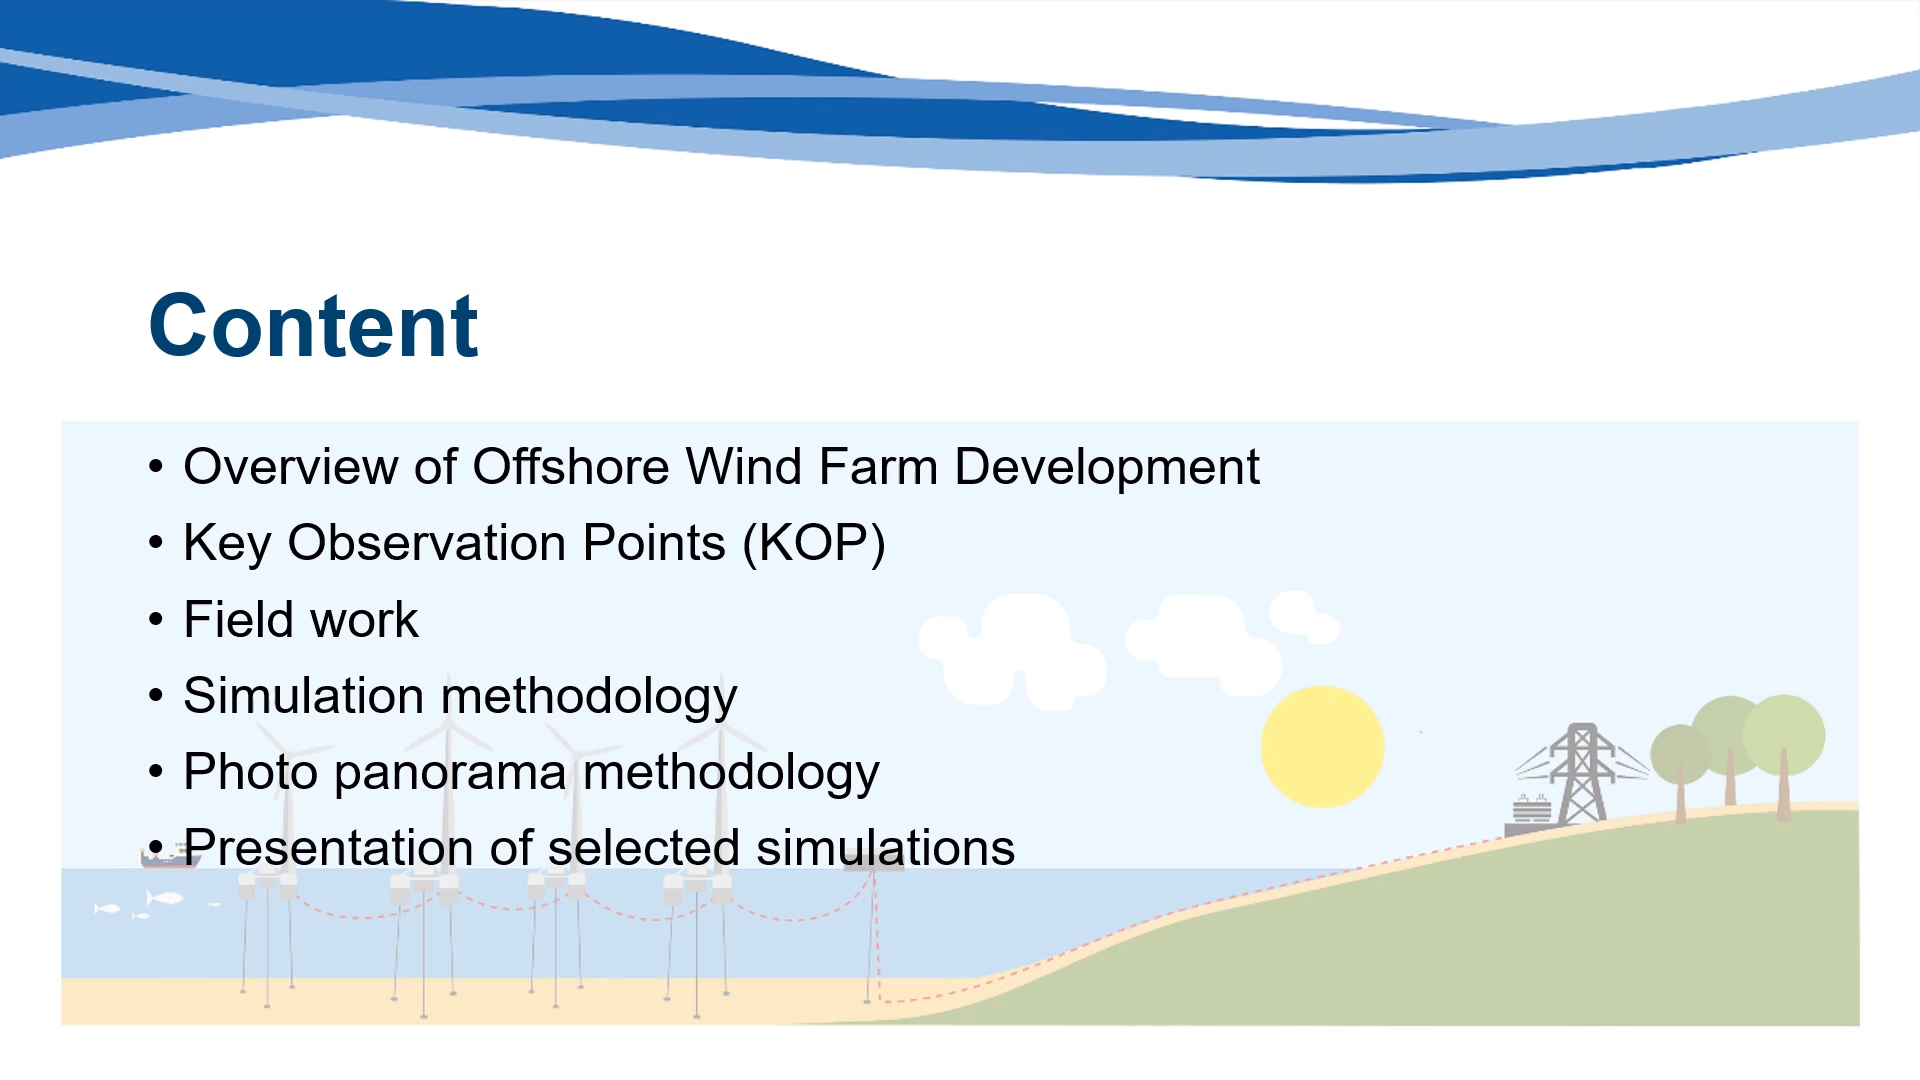 Content
• Overview of Offshore Wind Farm Development
• Key Observation Points (KOP)
• Field work
• Simulation methodology
• Photo panorama methodology
• Presentation of selected simulations